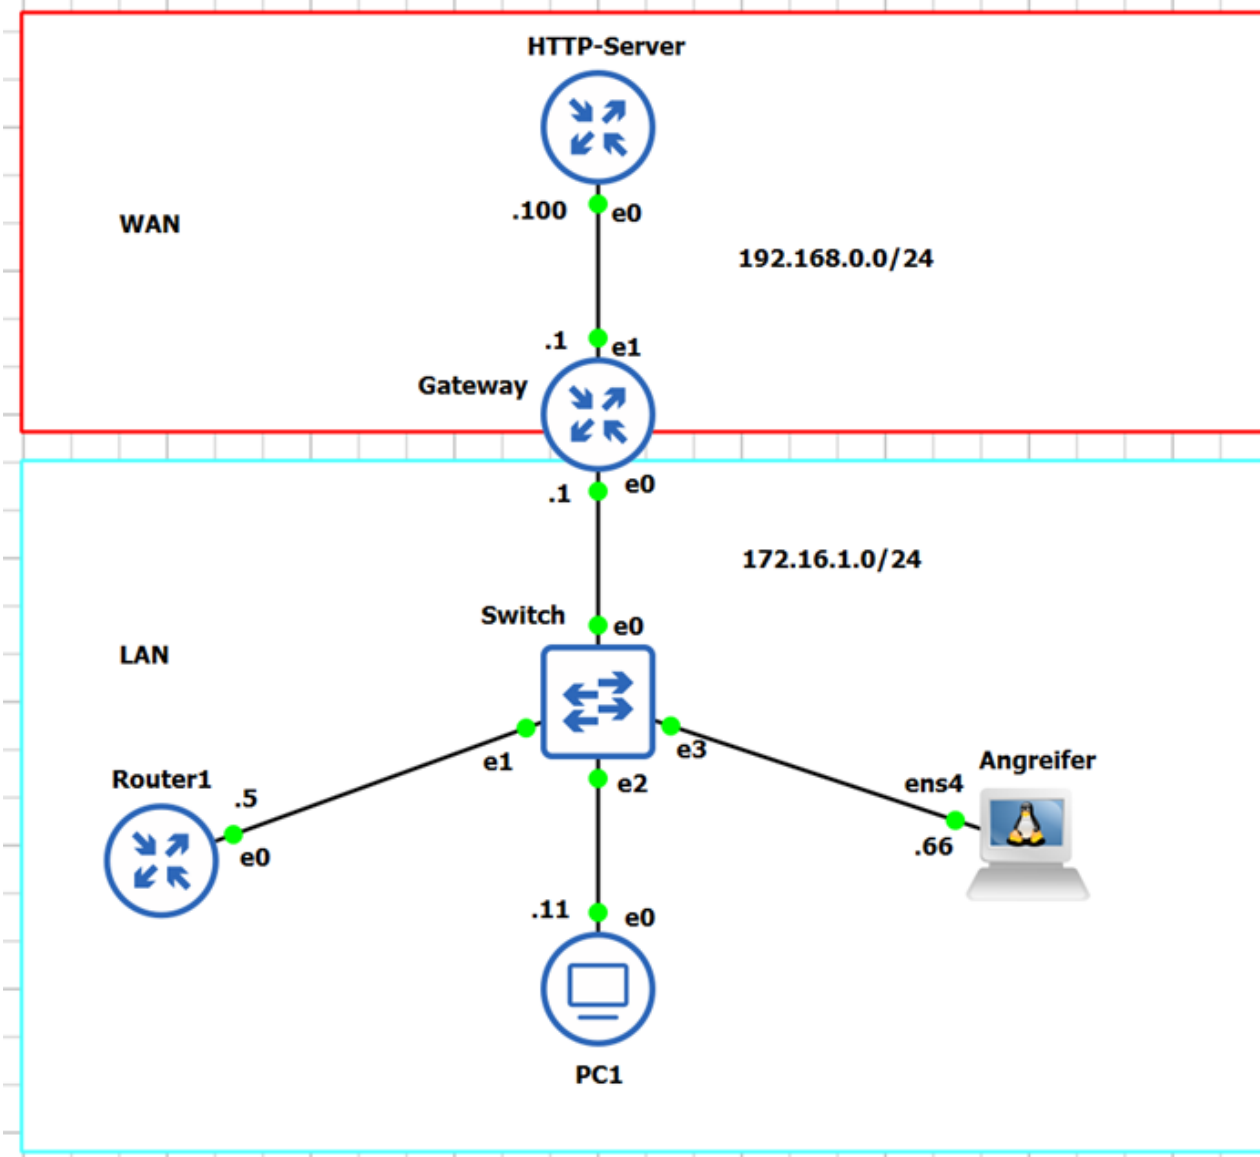 HTTP-Server
.100
e0
WAN
192.168.0.0/24
.1
e1
Gateway
.1
e0
172.16.1.0/24
Switch
e0
LAN
e1
e3
e2
Router1
.5
e0
Angreifer
ens4
.66
.11
e0
PC1